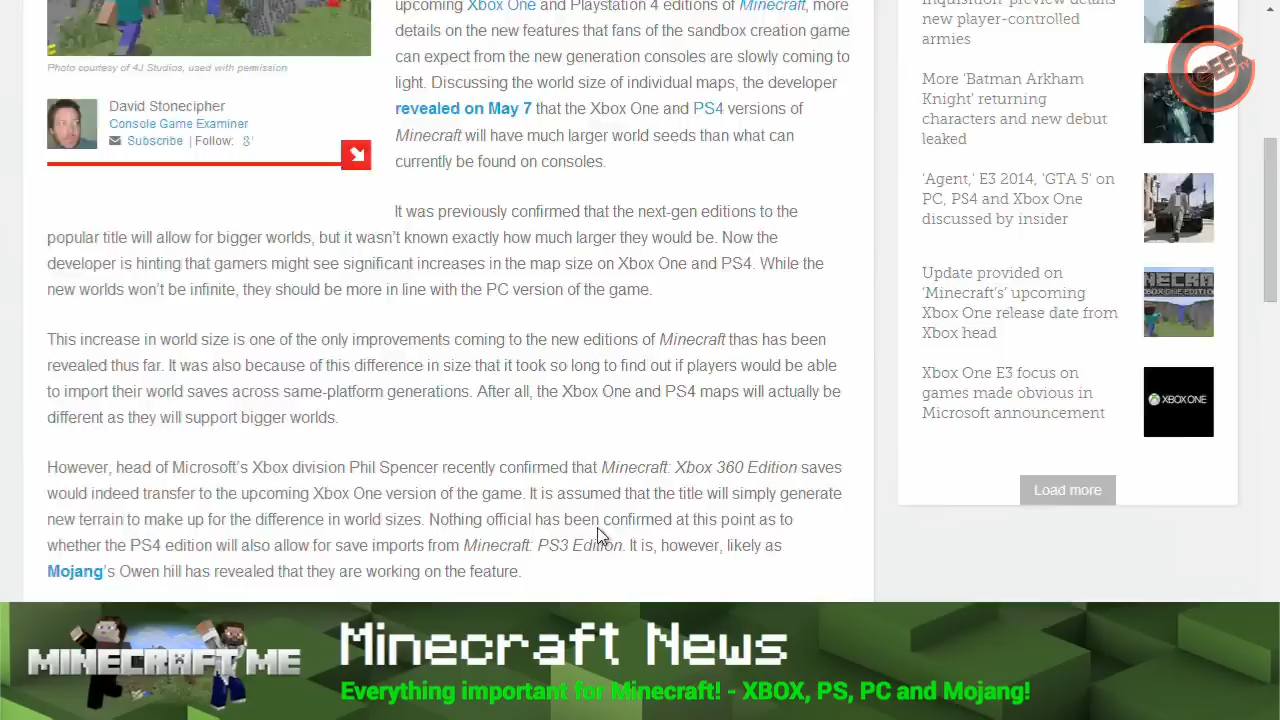 upcoming Xbox One and Playstation 4 editions of Minecraft, more
details on the new features that fans of the sandbox creation game
can expect from the new generation consoles are slowly coming to
light. Discussing the world size of individual maps, the developer
revealed on May 7 that the Xbox One and PS4 versions of
Minecraft will have much larger world seeds than what can
currently be found on consoles.
Photo courtesy of 4J Studios, used with permission
David Stonecipher
Console Game Examiner
Subscribe | Follow:
It was previously confirmed that the next-gen editions to the
popular title will allow for bigger worlds, but it wasn't known exactly how much larger they would be. Now the
developer is hinting that gamers might see significant increases in the map size on Xbox One and PS4. While the
new worlds won't be infinite, they should be more in line with the PC version of the game.
This increase in world size is one of the only improvements coming to the new editions of Minecraft thas has been
revealed thus far. It was also because of this difference in size that it took so long to find out if players would be able
to import their world saves across same-platform generations. After all, the Xbox One and PS4 maps will actually be
different as they will support bigger worlds.
However, head of Microsoft's Xbox division Phil Spencer recently confirmed that Minecraft: Xbox 360 Edition saves
would indeed transfer to the upcoming Xbox One version of the game. It is assumed that the title will simply generate
new terrain to make up for the difference in world sizes. Nothing official has been confirmed at this point as to
whether the PS4 edition will also allow for save imports from Minecraft: PS3 Edition. It is, however, likely as
Mojang's Owen hill has revealed that they are working on the feature.
Inquisition' preview details
new player-controlled
armies
More 'Batman Arkham
Knight' returning
characters and new debut
leaked
'Agent,' E3 2014, 'GTA 5' on
PC, PS4 and Xbox One
discussed by insider
Update provided on
'Minecraft's' upcoming
Xbox One release date from
Xbox head
Xbox One E3 focus on
games made obvious in
Microsoft announcement
XBOX ONE
Load more
GEEK
TV
MINECRAFT ME
Minecraft News
Everything important for Minecraft! - XBOX, PS, PC and Mojang!